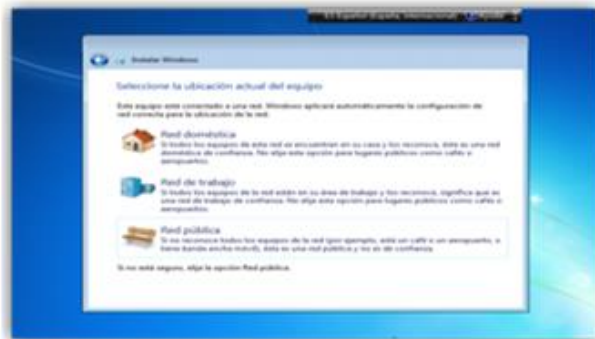 ES Español (España, internacional) Ayuda
Instalar Windows
Seleccione la ubicación actual del equipo
Este equipo está conectado a una red. Windows aplicará automáticamente la configuración de
red correcta para la ubicación de la red.
Red doméstica
Si todos los equipos de esta red se encuentran en su casa y los reconoce, ésta es una red
doméstica de confianza. No elija esta opción para lugares públicos como cafés o
aeropuertos.
Red de trabajo
Si todos los equipos de la red están en su área de trabajo y los reconoce, significa que es
una red de trabajo de confianza. No elija esta opción para lugares públicos como cafés o
aeropuertos.
Red pública
Si no reconoce todos los equipos de la red (por ejemplo, está un café o un aeropuerto, o
tiene banda ancha móvil), ésta es una red pública y no es de confianza.
Si no está seguro, elija la opción Red pública.